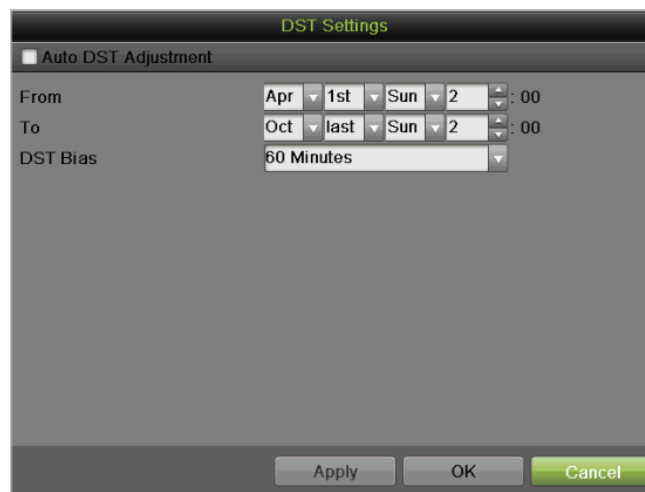 DST Settings
Auto DST Adjustment
From Apr 1st Sun 2 : 00
To Oct last Sun 2 : 00
DST Bias 60 Minutes
Apply OK Cancel